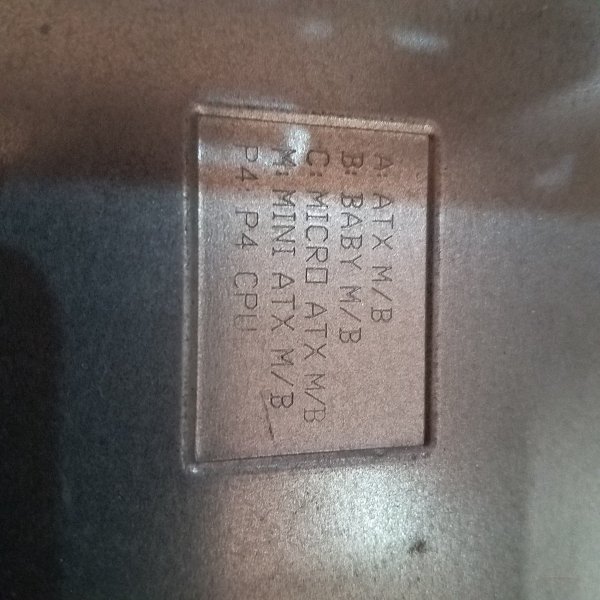 A: ATX M/B
B: BABY M/B
C: MICRO ATX M/B
M: MINI ATX M/B
P4: P4 CPU